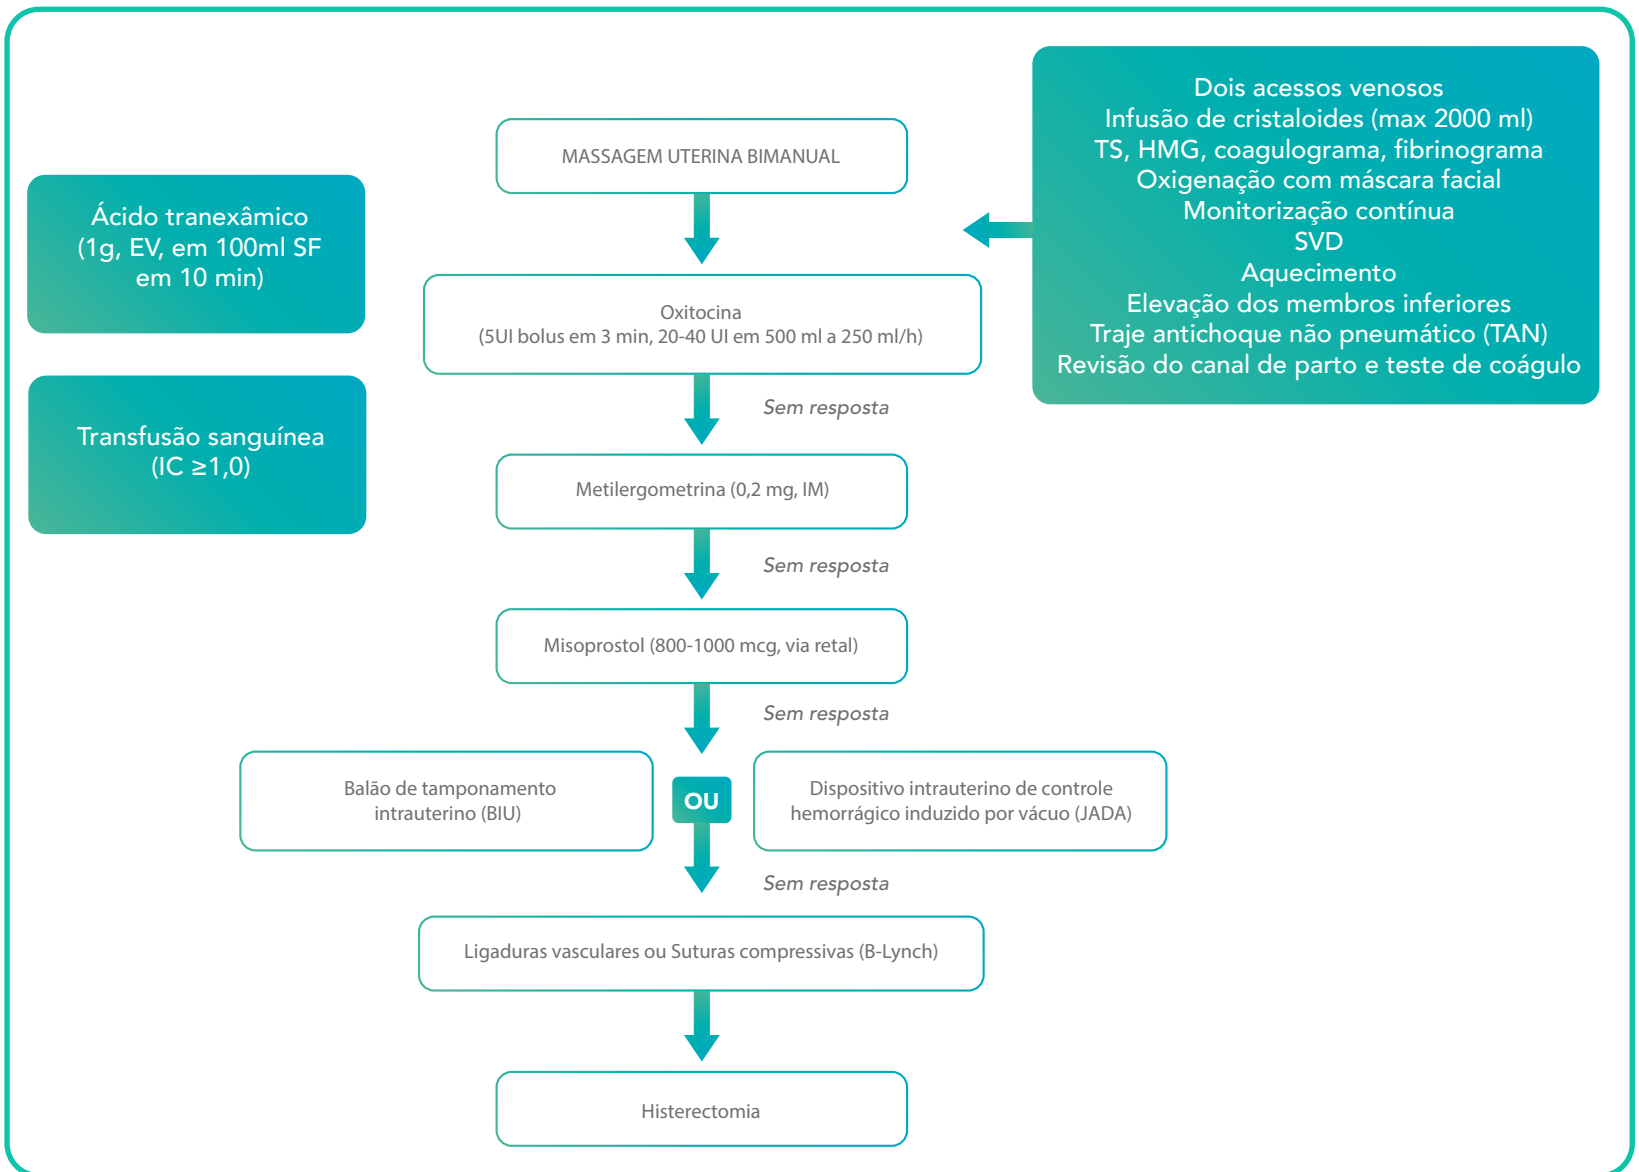 Dois acessos venosos
Infusão de cristaloides (max 2000 ml)
TS, HMG, coagulograma, fibrinograma
Oxigenação com máscara facial
Monitorização contínua
SVD
Aquecimento
Elevação dos membros inferiores
Traje antichoque não pneumático (TAN)
Revisão do canal de parto e teste de coágulo
MASSAGEM UTERINA BIMANUAL
Ácido tranexâmico
(1g, EV, em 100ml SF
em 10 min)
Oxitocina
(5UI bolus em 3 min, 20-40 UI em 500 ml a 250 ml/h)
Sem resposta
Transfusão sanguínea
(IC ≥1,0)
Metilergometrina (0,2 mg, IM)
Sem resposta
Misoprostol (800-1000 mcg, via retal)
Sem resposta
Balão de tamponamento
intrauterino (BIU)
OU
Dispositivo intrauterino de controle
hemorrágico induzido por vácuo (JADA)
Sem resposta
Ligaduras vasculares ou Suturas compressivas (B-Lynch)
Histerectomia